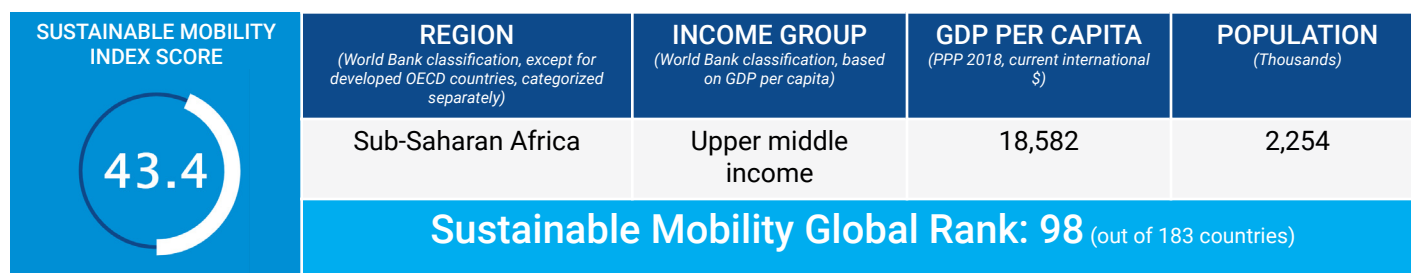 SUSTAINABLE MOBILITY
INDEX SCORE
43.4
REGION
(World Bank classification, except for
developed OECD countries, categorized
separately)
INCOME GROUP
(World Bank classification, based
on GDP per capita)
GDP PER CAPITA
(PPP 2018, current international
$)
POPULATION
(Thousands)
Sub-Saharan Africa
Upper middle
income
18,582
2,254
Sustainable Mobility Global Rank: 98 (out of 183 countries)